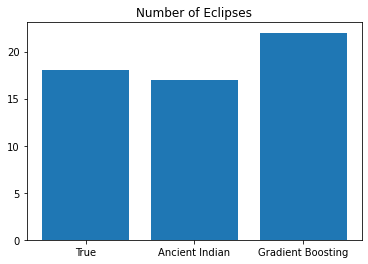 Number of Eclipses
20
15
10
5
0
True Ancient Indian Gradient Boosting